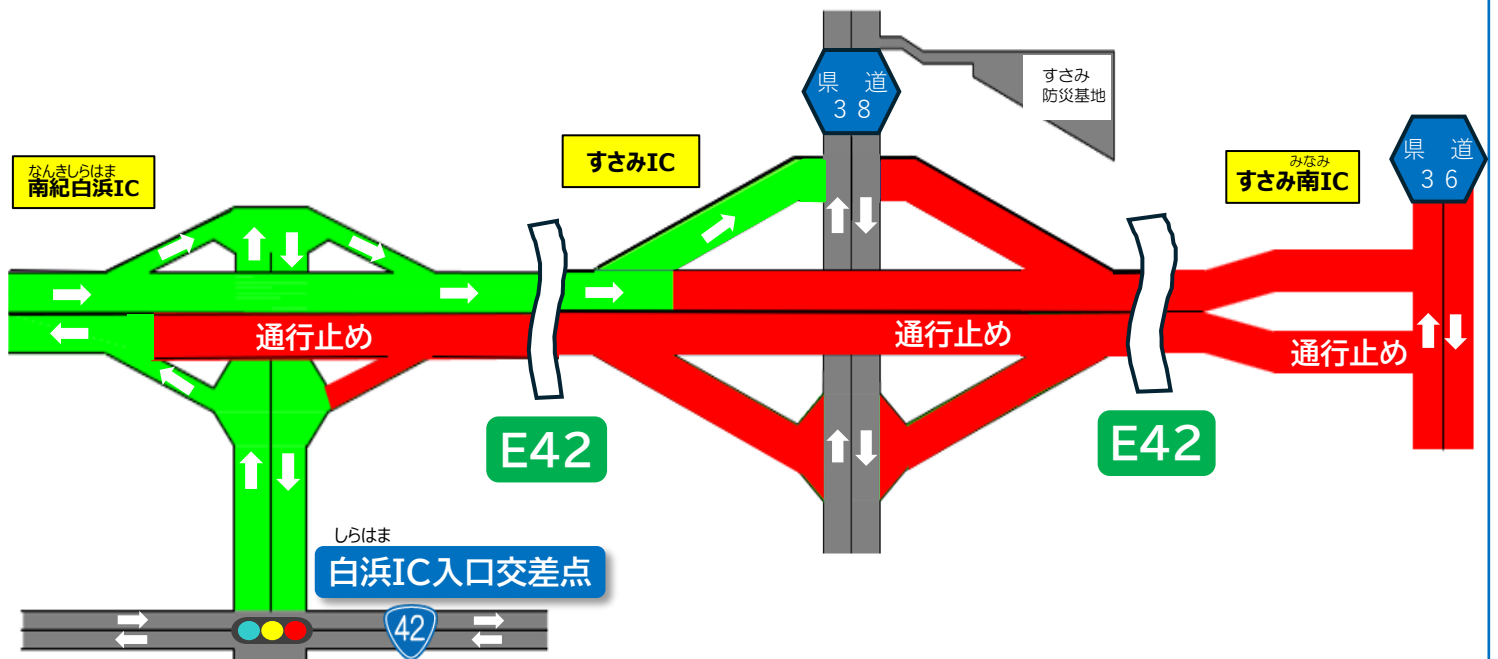 県 道
３８
すさみ
防災基地
すさみIC
なんきしらはま
南紀白浜IC
みなみ
すさみ南IC
県 道
３６
通行止め
通行止め
通行止め
E42
E42
しらはま
白浜IC入口交差点
42